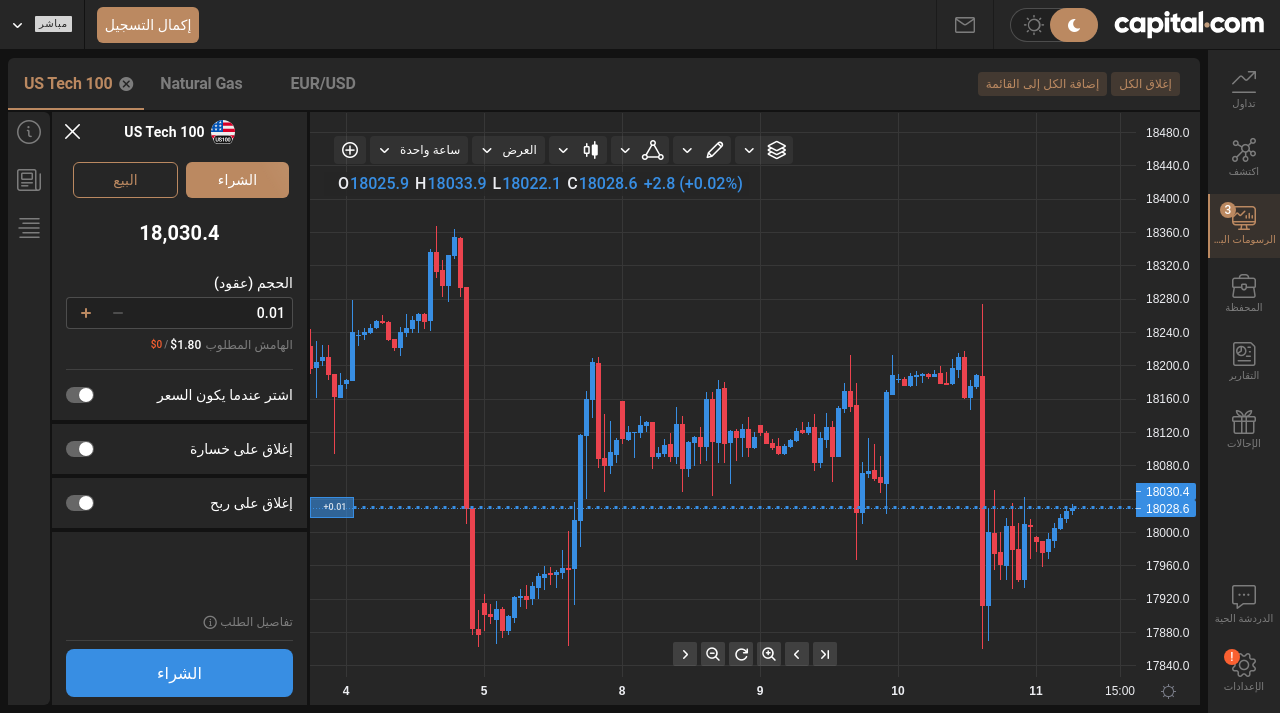 مباشر
إكمال التسجيل
capital.com
US Tech 100
Natural Gas
EUR/USD
إضافة الكل إلى القائمة
إغلاق الكل
تداول
اكتشف
3
الرسومات البـ...
المحفظة
التقارير
الإحالات
الدردشة الحية
!
الإعدادات
US Tech 100
US100
البيع
الشراء
18,030.4
الحجم (عقود)
0.01
الهامش المطلوب $1.80 / $0
اشتر عندما يكون السعر
إغلاق على خسارة
إغلاق على ربح
تفاصيل الطلب
الشراء
ساعة واحدة
العرض
O18025.9 H18033.9 L18022.1 C18028.6 +2.8 (+0.02%)
+0.01
18480.0
18440.0
18400.0
18360.0
18320.0
18280.0
18240.0
18200.0
18160.0
18120.0
18080.0
18030.4
18028.6
18000.0
17960.0
17920.0
17880.0
17840.0
4 5 8 9 10 11 15:00